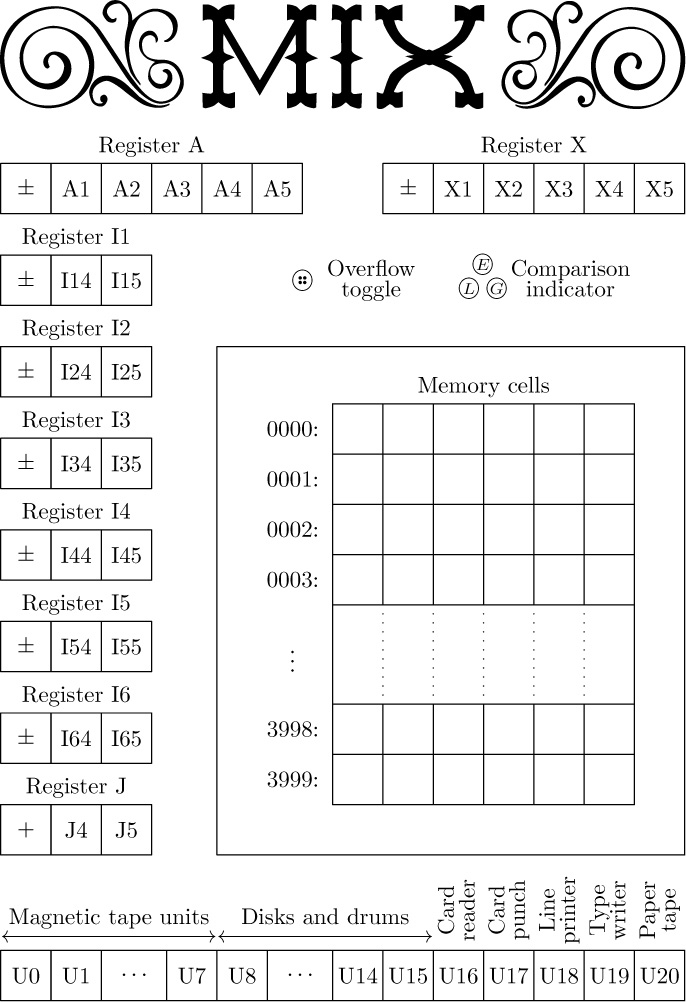 MIX
Register A
± A1 A2 A3 A4 A5
Register X
± X1 X2 X3 X4 X5
Register I1
± I14 I15
Overflow
toggle
E
L G
Comparison
indicator
Register I2
± I24 I25
Register I3
± I34 I35
Register I4
± I44 I45
Register I5
± I54 I55
Register I6
± I64 I65
Register J
+ J4 J5
Memory cells
0000:
0001:
0002:
0003:
⋮
3998:
3999:
Magnetic tape units
Disks and drums
Card
reader
Card
punch
Line
printer
Type
writer
Paper
tape
U0 U1 ··· U7 U8 ··· U14 U15 U16 U17 U18 U19 U20